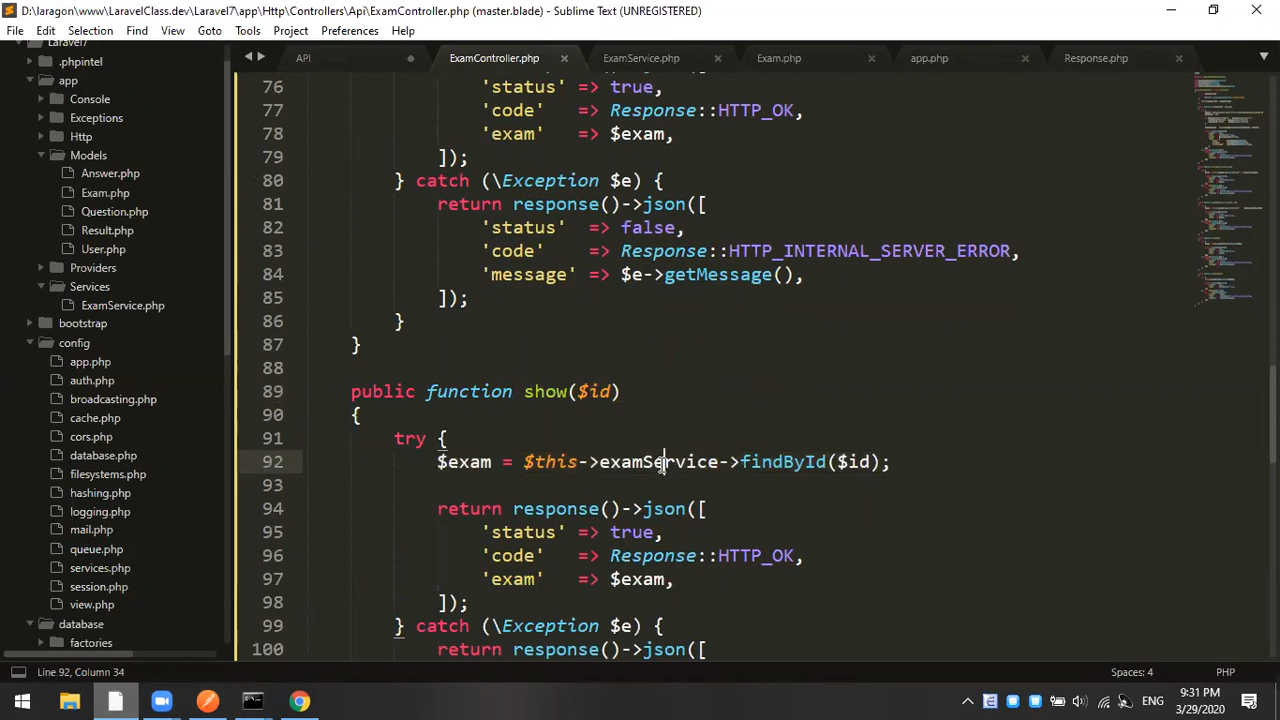 D:\laragon\www\LaravelClass.dev\Laravel7\app\Http\Controllers\Api\ExamController.php (master.blade) - Sublime Text (UNREGISTERED)
File Edit Selection Find View Goto Tools Project Preferences Help
Laravel7
.phpintel
app
Console
Exceptions
Http
Models
Answer.php
Exam.php
Question.php
Result.php
User.php
Providers
Services
ExamService.php
bootstrap
config
app.php
auth.php
broadcasting.php
cache.php
cors.php
database.php
filesystems.php
hashing.php
logging.php
mail.php
queue.php
services.php
session.php
view.php
database
factories
API ExamController.php ExamService.php Exam.php app.php Response.php
76 'status' => true,
77 'code' => Response::HTTP_OK,
78 'exam' => $exam,
79 ]);
80 } catch (\Exception $e) {
81 return response()->json([
82 'status' => false,
83 'code' => Response::HTTP_INTERNAL_SERVER_ERROR,
84 'message' => $e->getMessage(),
85 ]);
86 }
87 }
88
89 public function show($id)
90 {
91 try {
92 $exam = $this->examService->findById($id);
93
94 return response()->json([
95 'status' => true,
96 'code' => Response::HTTP_OK,
97 'exam' => $exam,
98 ]);
99 } catch (\Exception $e) {
100 return response()->json([
Line 92, Column 34 Spaces: 4 PHP
ENG 9:31 PM
3/29/2020